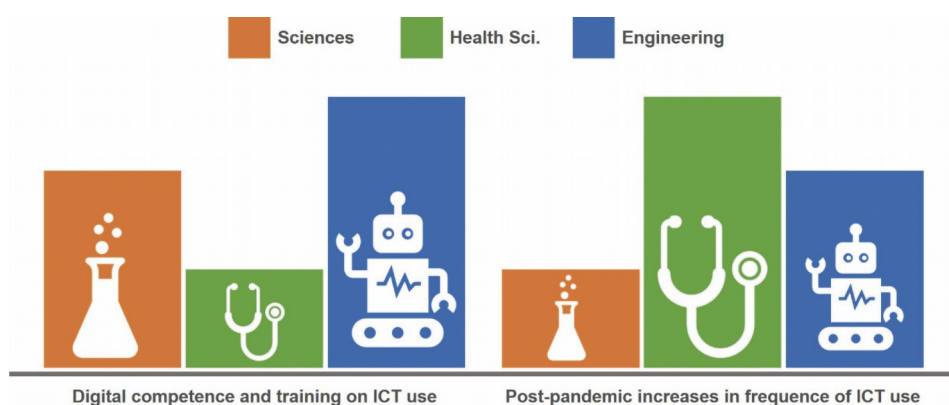 Sciences
Health Sci.
Engineering
Digital competence and training on ICT use
Post-pandemic increases in frequence of ICT use